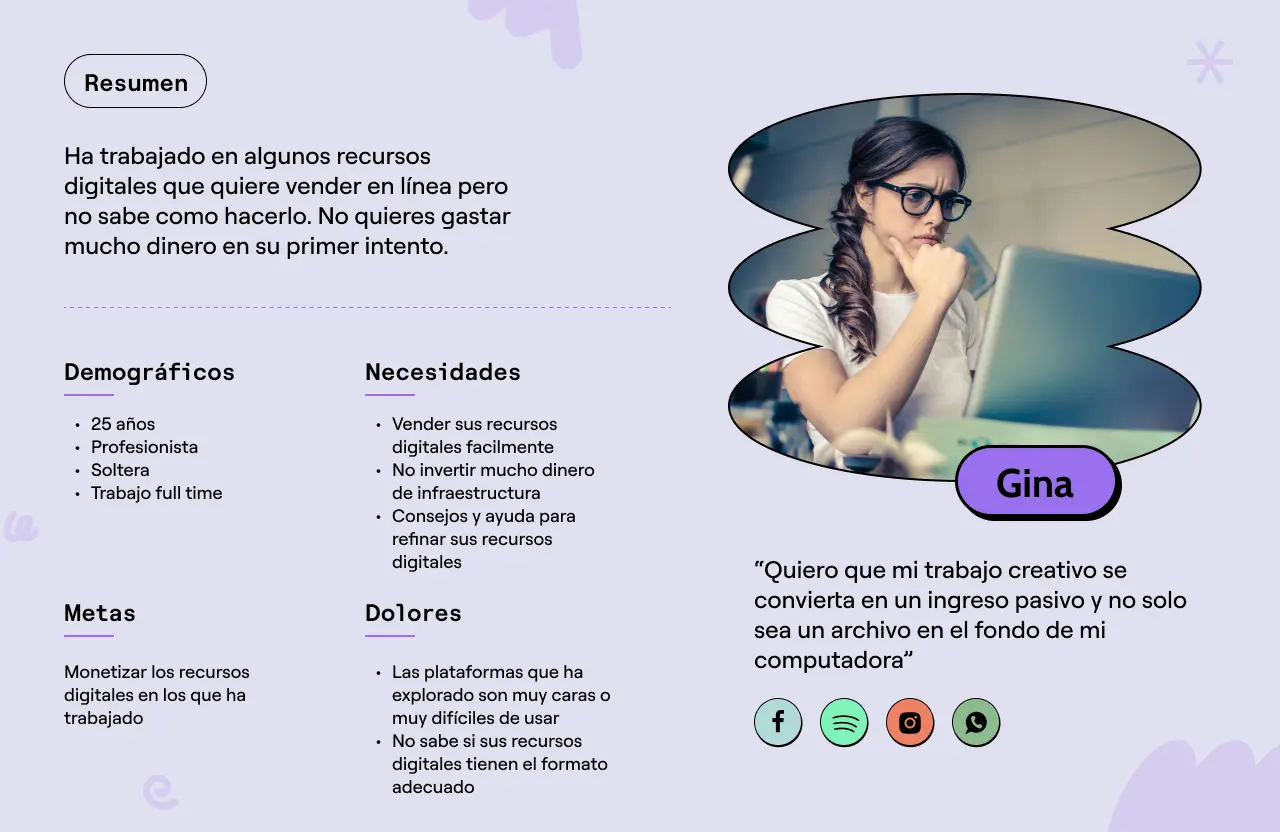 Resumen
Ha trabajado en algunos recursos
digitales que quiere vender en línea pero
no sabe como hacerlo. No quieres gastar
mucho dinero en su primer intento.
Demográficos
• 25 años
• Profesionista
• Soltera
• Trabajo full time
Necesidades
• Vender sus recursos
digitales facilmente
• No invertir mucho dinero
de infraestructura
• Consejos y ayuda para
refinar sus recursos
digitales
Metas
Monetizar los recursos
digitales en los que ha
trabajado
Dolores
• Las plataformas que ha
explorado son muy caras o
muy difíciles de usar
• No sabe si sus recursos
digitales tienen el formato
adecuado
Gina
“Quiero que mi trabajo creativo se
convierta en un ingreso pasivo y no solo
sea un archivo en el fondo de mi
computadora”